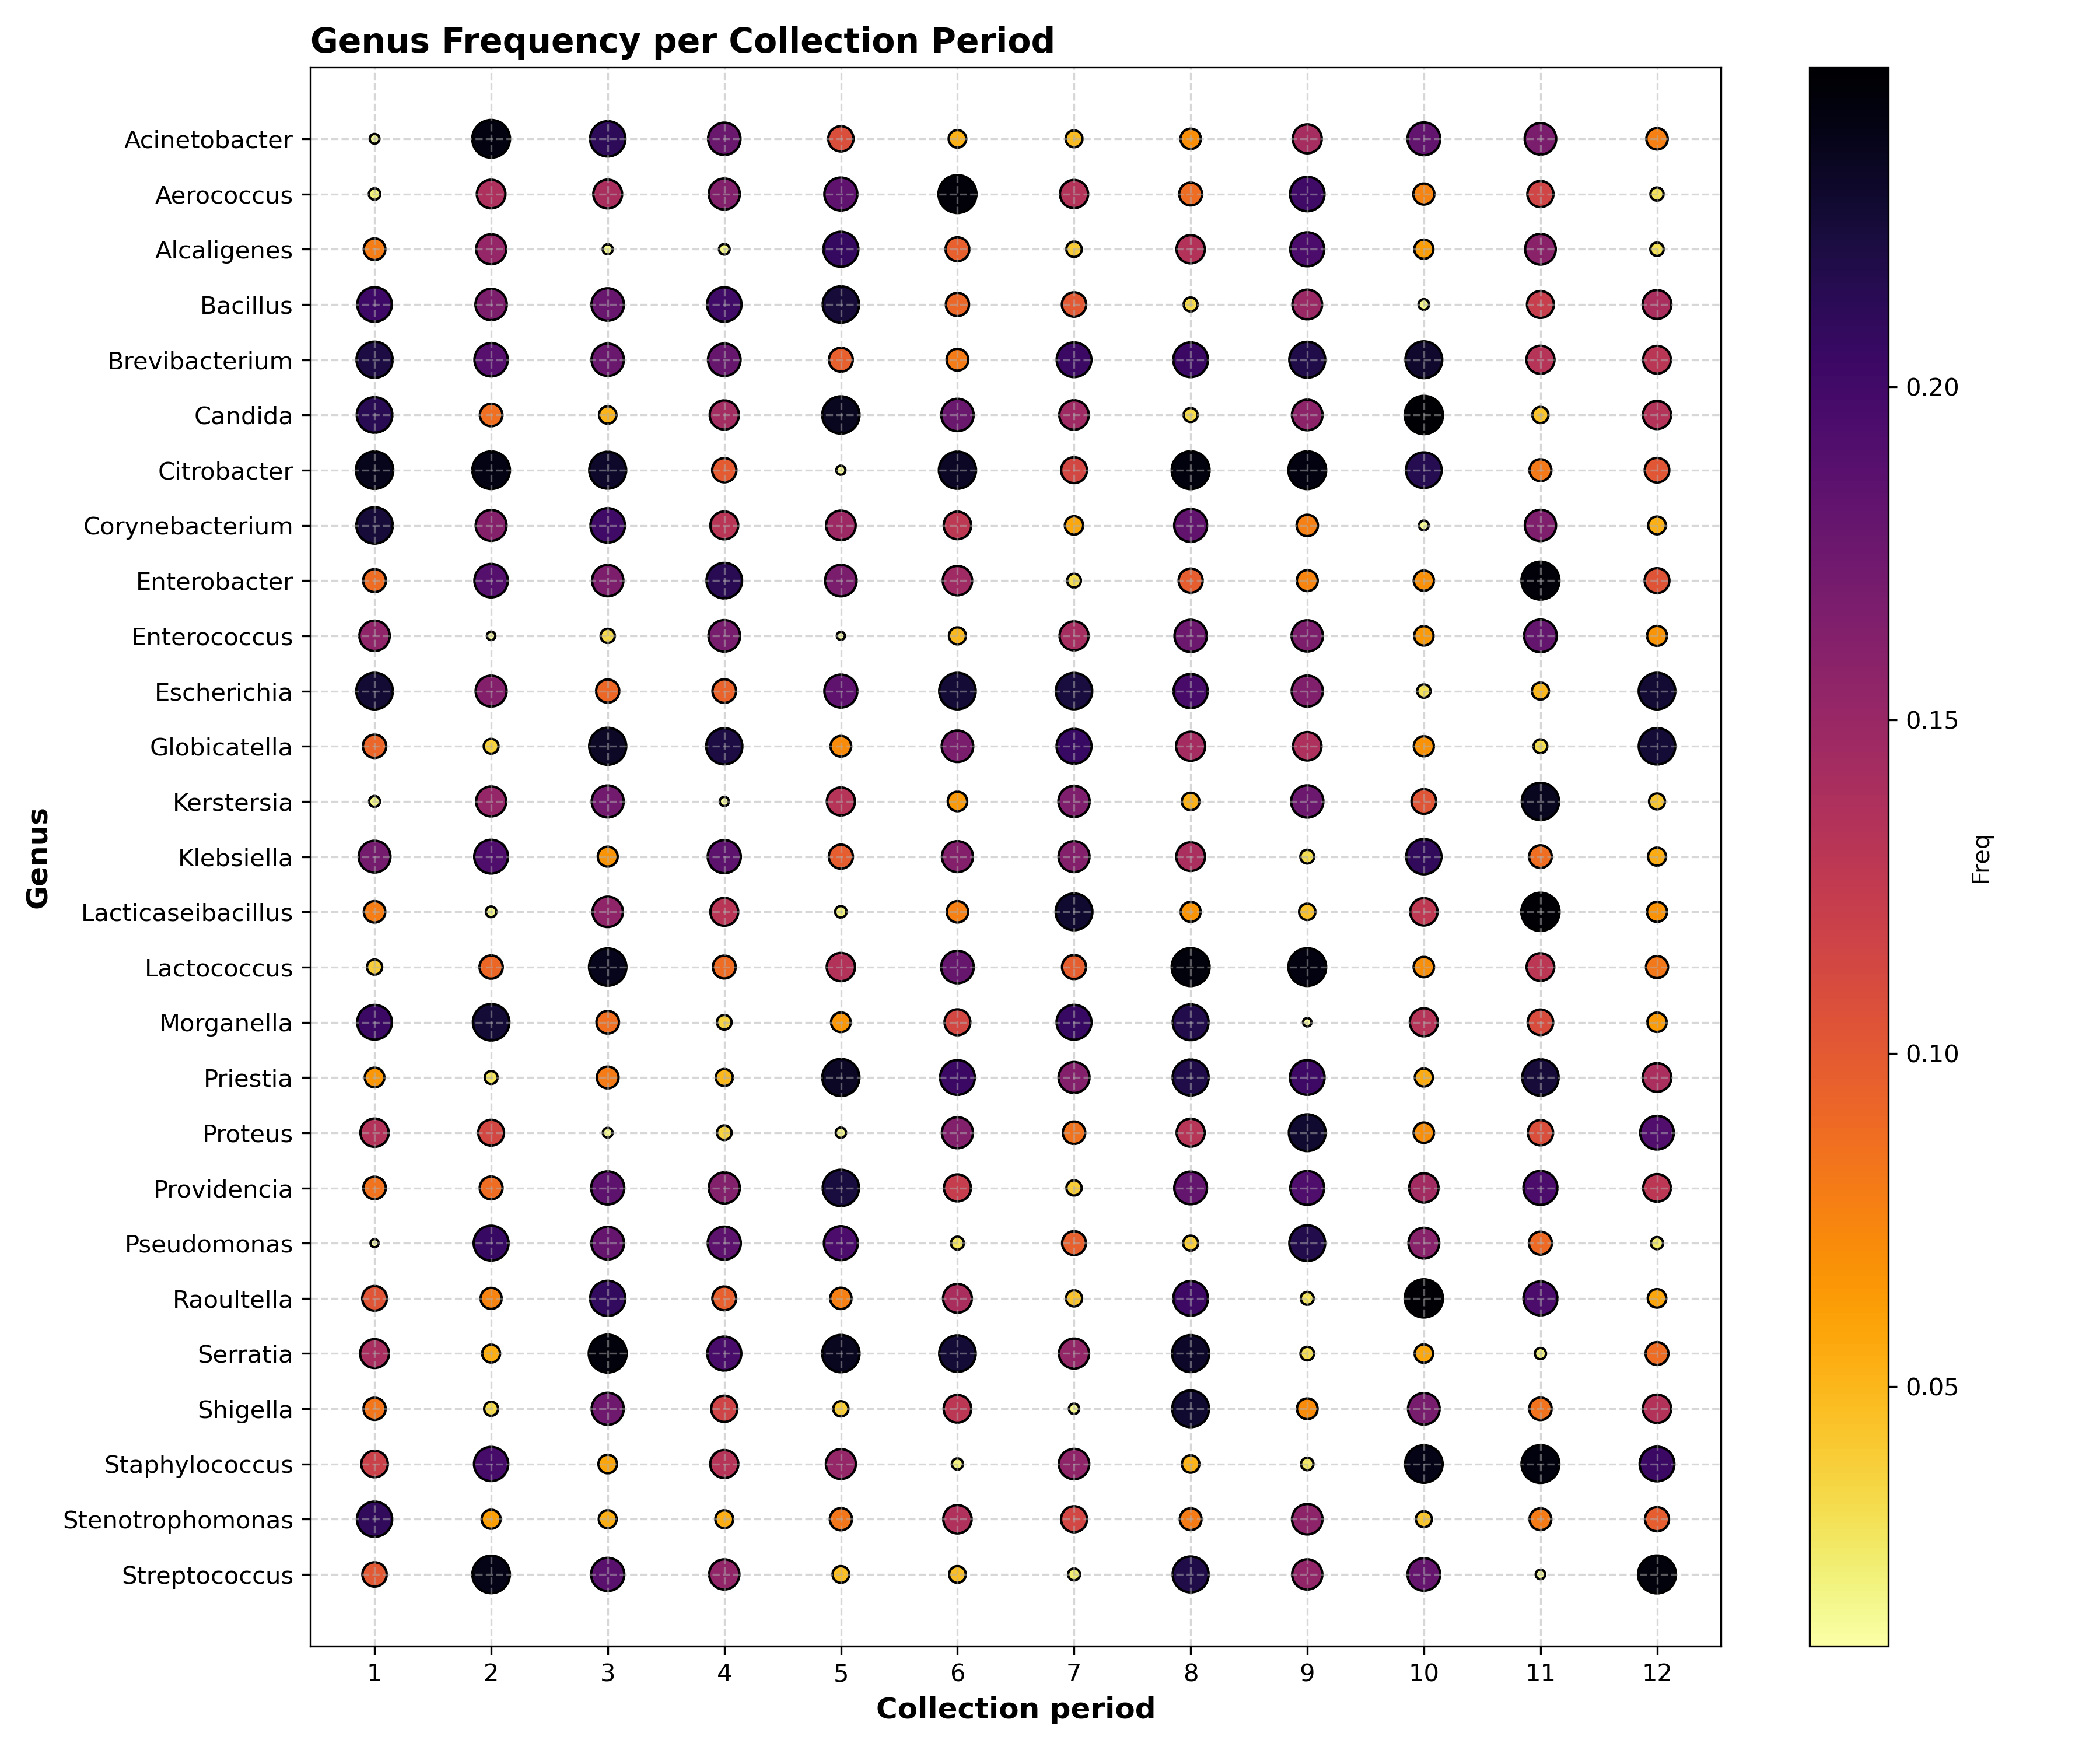 Genus Frequency per Collection Period
Genus
Acinetobacter
Aerococcus
Alcaligenes
Bacillus
Brevibacterium
Candida
Citrobacter
Corynebacterium
Enterobacter
Enterococcus
Escherichia
Globicatella
Kerstersia
Klebsiella
Lacticaseibacillus
Lactococcus
Morganella
Priestia
Proteus
Providencia
Pseudomonas
Raoultella
Serratia
Shigella
Staphylococcus
Stenotrophomonas
Streptococcus
1 2 3 4 5 6 7 8 9 10 11 12
Collection period
0.20
0.15
0.10
0.05
Freq